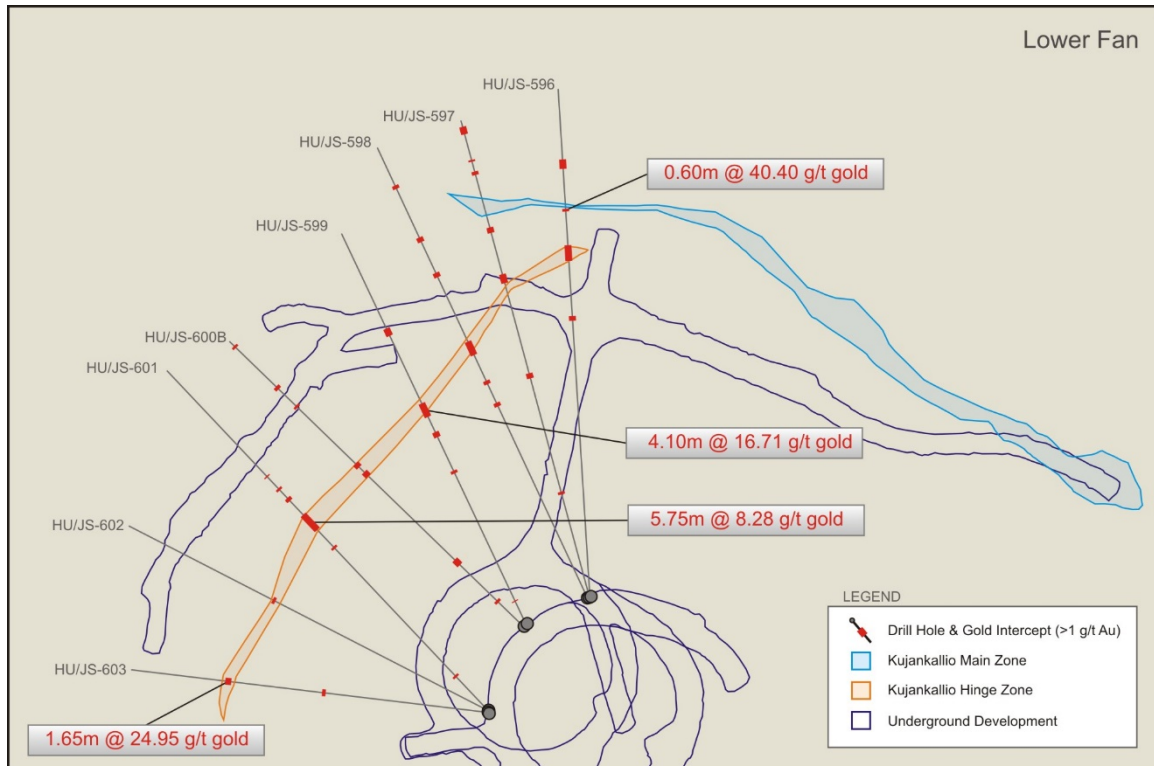 Lower Fan
HU/JS-596
HU/JS-597
HU/JS-598
0.60m @ 40.40 g/t gold
HU/JS-599
HU/JS-600B
HU/JS-601
4.10m @ 16.71 g/t gold
5.75m @ 8.28 g/t gold
HU/JS-602
HU/JS-603
1.65m @ 24.95 g/t gold
LEGEND
Drill Hole & Gold Intercept (>1 g/t Au)
Kujankallio Main Zone
Kujankallio Hinge Zone
Underground Development